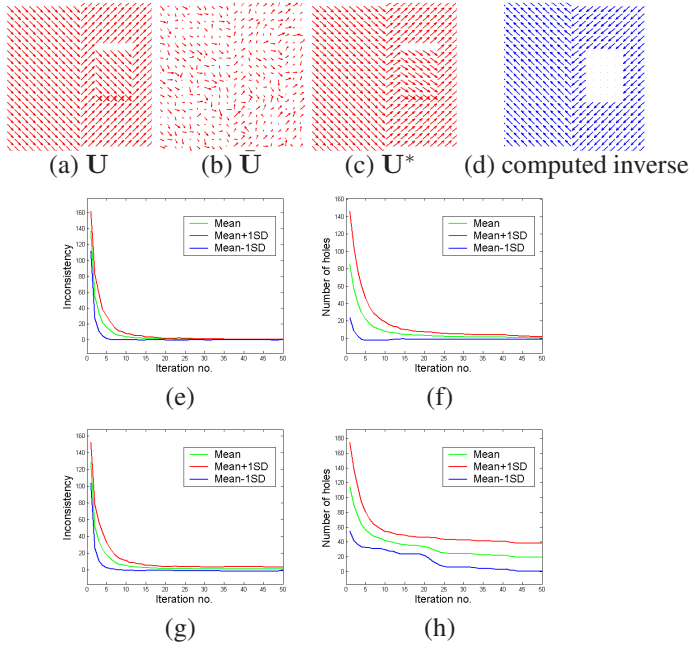 (a) U
(b) Ū
(c) U*
(d) computed inverse
Inconsistency
160
140
120
100
80
60
40
20
0
Mean
Mean+1SD
Mean-1SD
1 5 10 15 20 25 30 35 40 45 50
Iteration no.
(e)
Number of holes
160
140
120
100
80
60
40
20
0
Mean
Mean+1SD
Mean-1SD
1 5 10 15 20 25 30 35 40 45 50
Iteration no.
(f)
Inconsistency
160
140
120
100
80
60
40
20
0
Mean
Mean+1SD
Mean-1SD
1 5 10 15 20 25 30 35 40 45 50
Iteration no.
(g)
Number of holes
180
160
140
120
100
80
60
40
20
0
Mean
Mean+1SD
Mean-1SD
1 5 10 15 20 25 30 35 40 45 50
Iteration no.
(h)